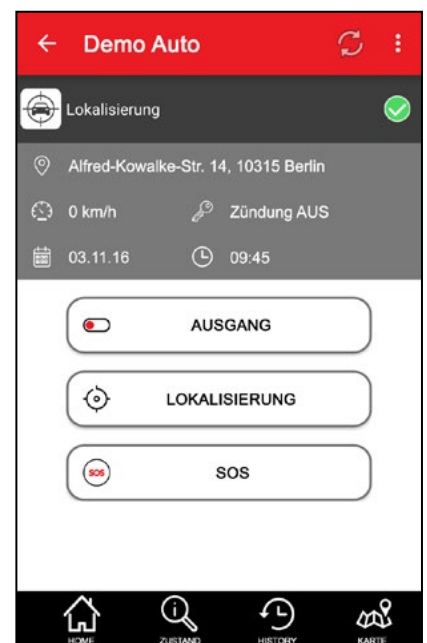 Demo Auto
Lokalisierung
Alfred-Kowalke-Str. 14, 10315 Berlin
0 km/h Zündung AUS
03.11.16 09:45
AUSGANG
LOKALISIERUNG
SOS SOS
HOME ZUSTAND HISTORY KARTE